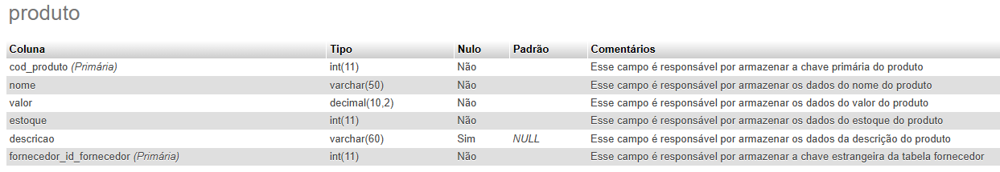 produto
Coluna Tipo Nulo Padrão Comentários
cod_produto (Primária) int(11) Não Esse campo é responsável por armazenar a chave primária do produto
nome varchar(50) Não Esse campo é responsável por armazenar os dados do nome do produto
valor decimal(10,2) Não Esse campo é responsável por armazenar os dados do valor do produto
estoque int(11) Não Esse campo é responsável por armazenar os dados do estoque do produto
descricao varchar(60) Sim NULL Esse campo é responsável por armazenar os dados da descrição do produto
fornecedor_id_fornecedor (Primária) int(11) Não Esse campo é responsável por armazenar a chave estrangeira da tabela fornecedor